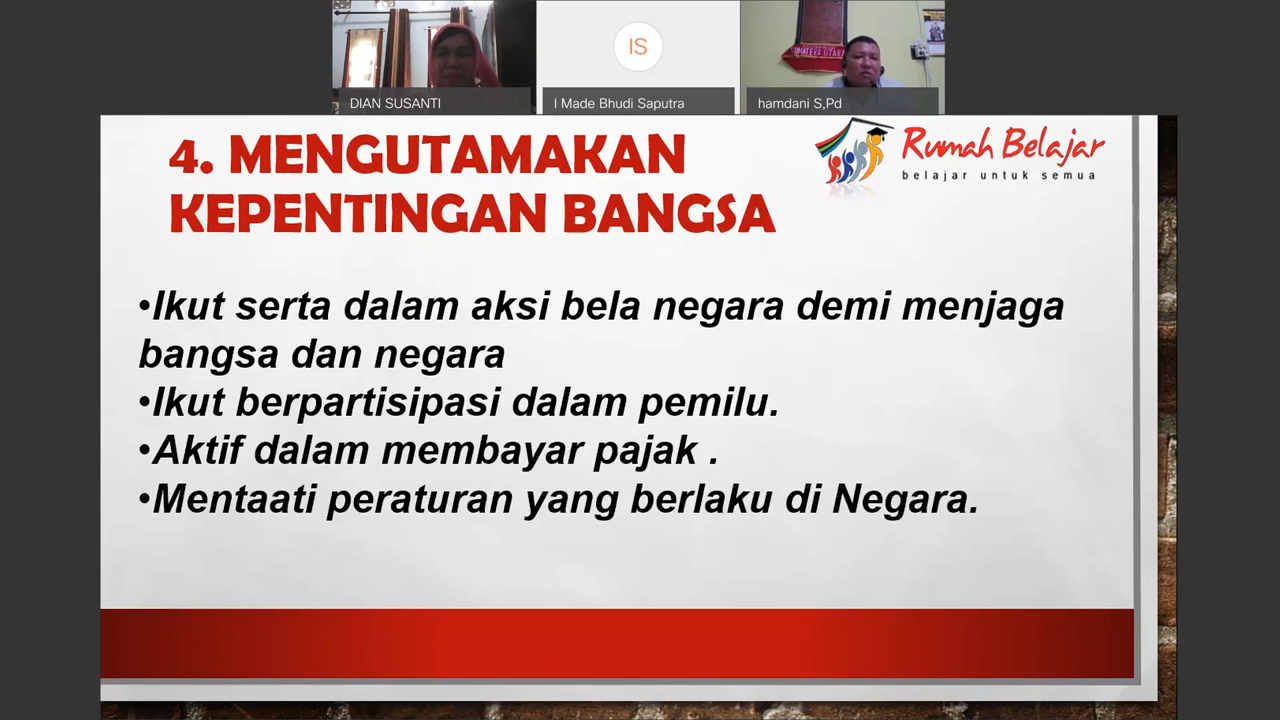 IS
UMATERA UTARA
DIAN SUSANTI
I Made Bhudi Saputra
hamdani S,Pd
4. MENGUTAMAKAN
KEPENTINGAN BANGSA
Rumah Belajar
belajar untuk semua
•Ikut serta dalam aksi bela negara demi menjaga
bangsa dan negara
•Ikut berpartisipasi dalam pemilu.
•Aktif dalam membayar pajak .
•Mentaati peraturan yang berlaku di Negara.